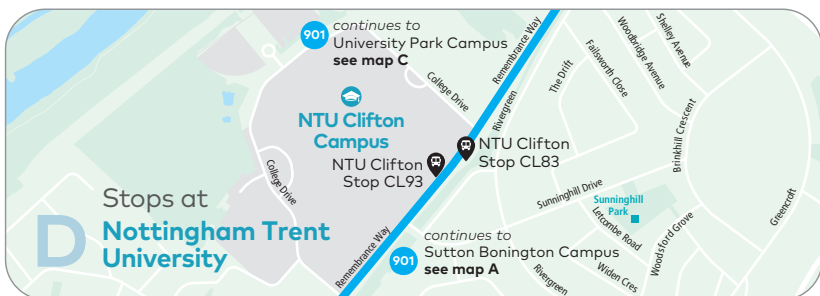 901
continues to
University Park Campus
see map C
Remembrance Way
College Drive
Rivergreen
The Drift
Failsworth Close
Woodbridge Avenue
Shelley Avenue
Brinkhill Crescent
NTU Clifton
Campus
NTU Clifton
Stop CL83
NTU Clifton
Stop CL93
College Drive
Sunninghill Drive
Sunninghill
Park
Letcombe Road
Woodsford Grove
Greencroft
D
Stops at
Nottingham Trent
University
Remembrance Way
901
continues to
Sutton Bonington Campus
see map A
Rivergreen
Widen Cres